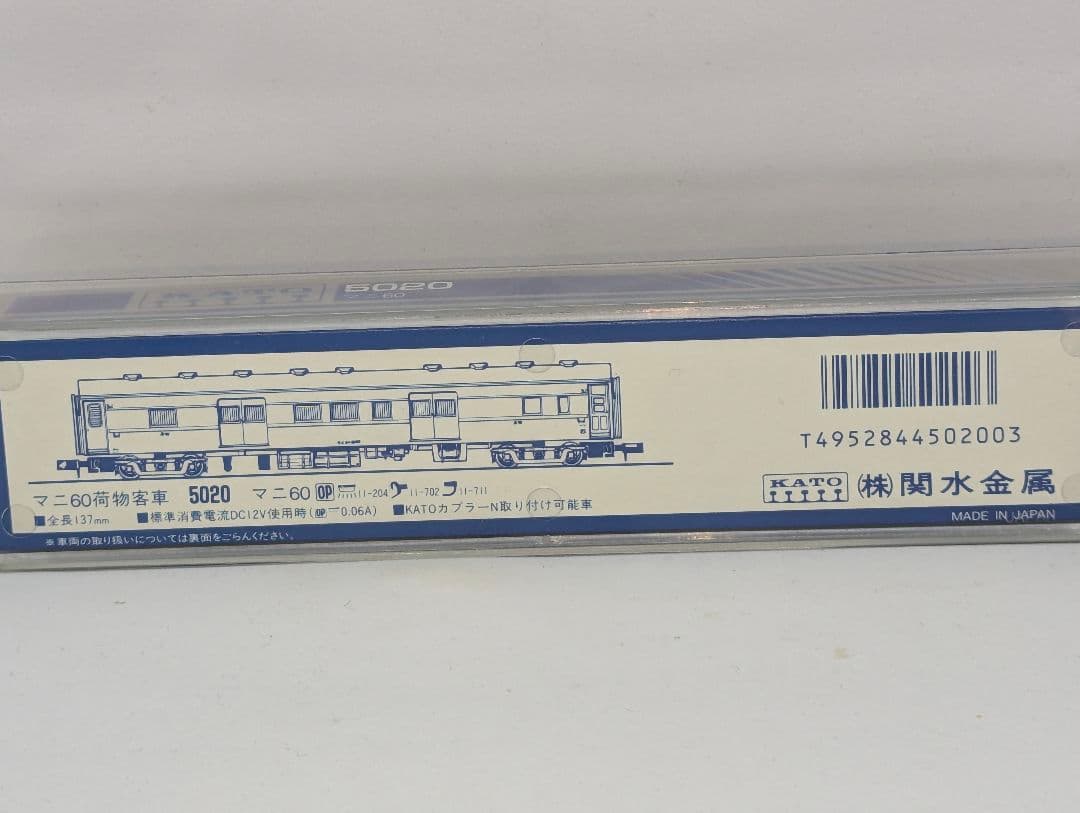 KATO 5020
マニ60
T4952844502003
マニ60荷物客車 5020 マニ60 OP 11-204 11-702 11-711
■全長137mm ■標準消費電流DC12V使用時(OP 0.06A) ■KATOカプラーN取り付け可能車
※車両の取り扱いについては裏面をごらんください。
KATO (株)関水金属
MADE IN JAPAN